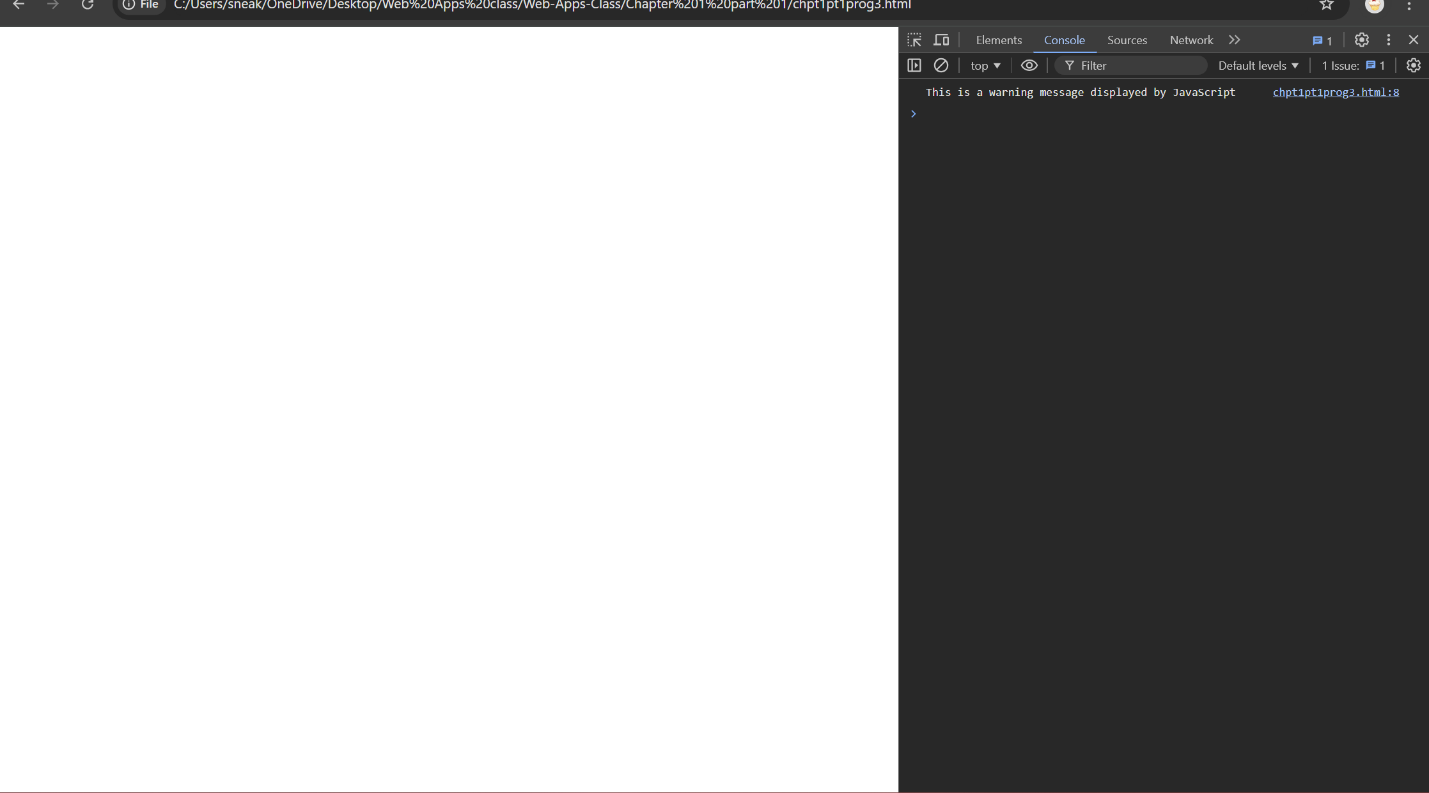 File C:/Users/sneak/OneDrive/Desktop/Web%20Apps%20class/Web-Apps-Class/Chapter%201%20part%201/chpt1pt1prog3.html
Elements Console Sources Network 1
top Filter Default levels 1 Issue: 1
This is a warning message displayed by JavaScript chpt1pt1prog3.html:8